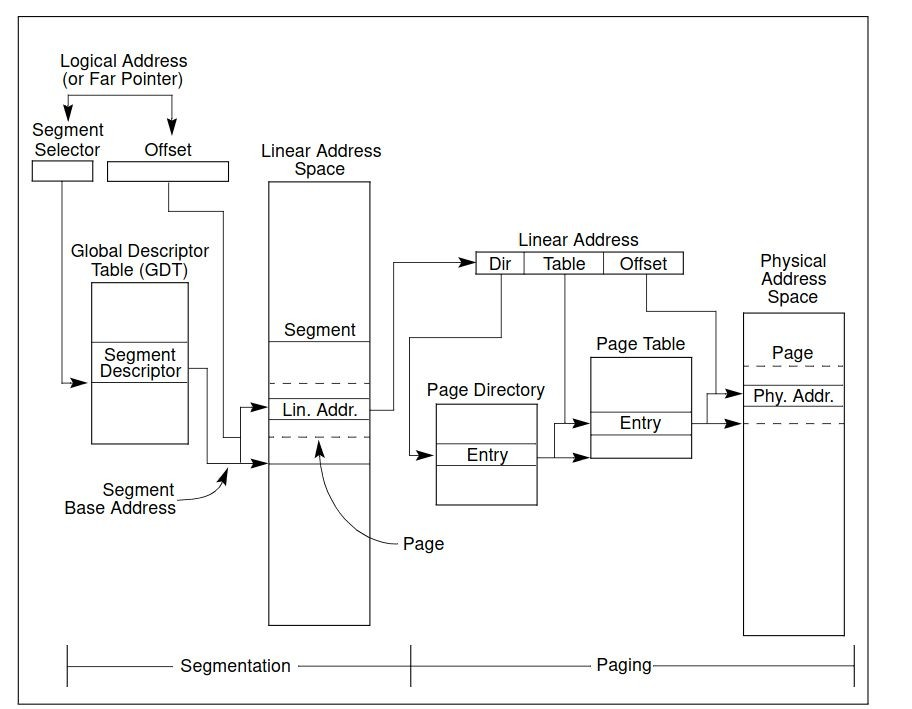 Logical Address
(or Far Pointer)
Segment
Selector
Offset
Linear Address
Space
Global Descriptor
Table (GDT)
Segment
Descriptor
Segment
Lin. Addr.
Segment
Base Address
Page
Linear Address
Dir
Table
Offset
Page Directory
Entry
Page Table
Entry
Physical
Address
Space
Page
Phy. Addr.
Segmentation
Paging